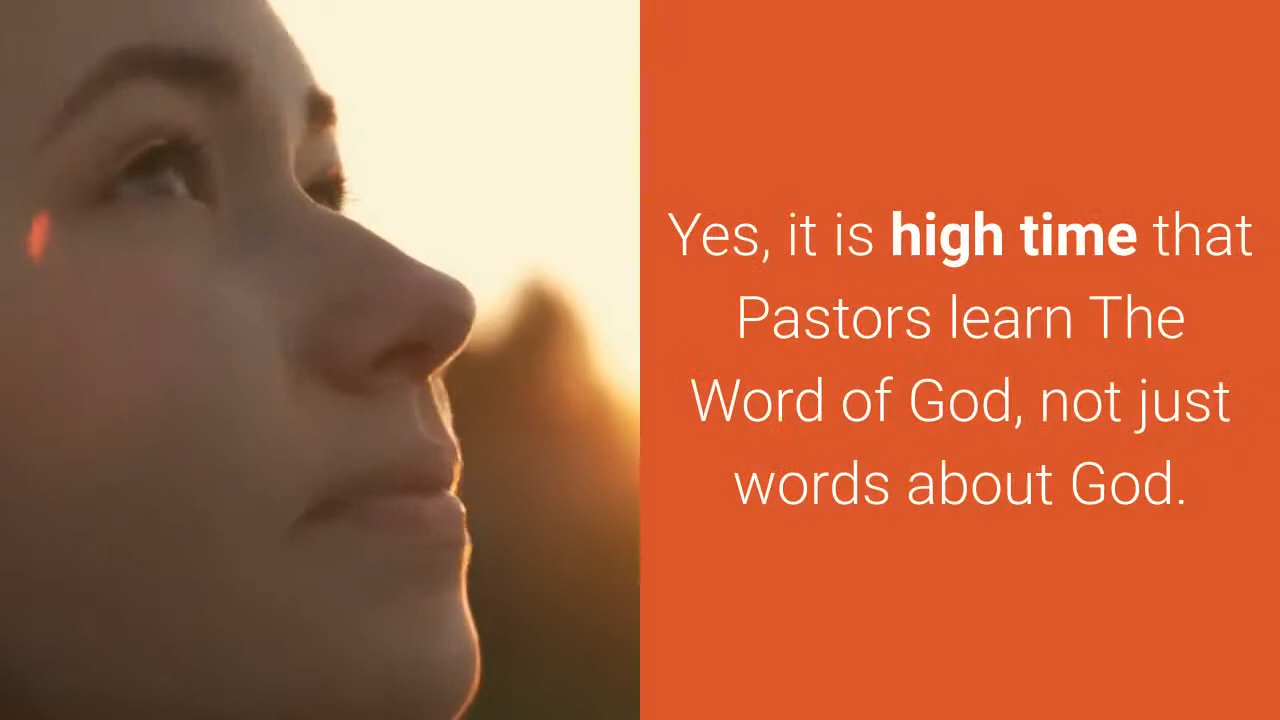 Yes, it is high time that
Pastors learn The
Word of God, not just
words about God.